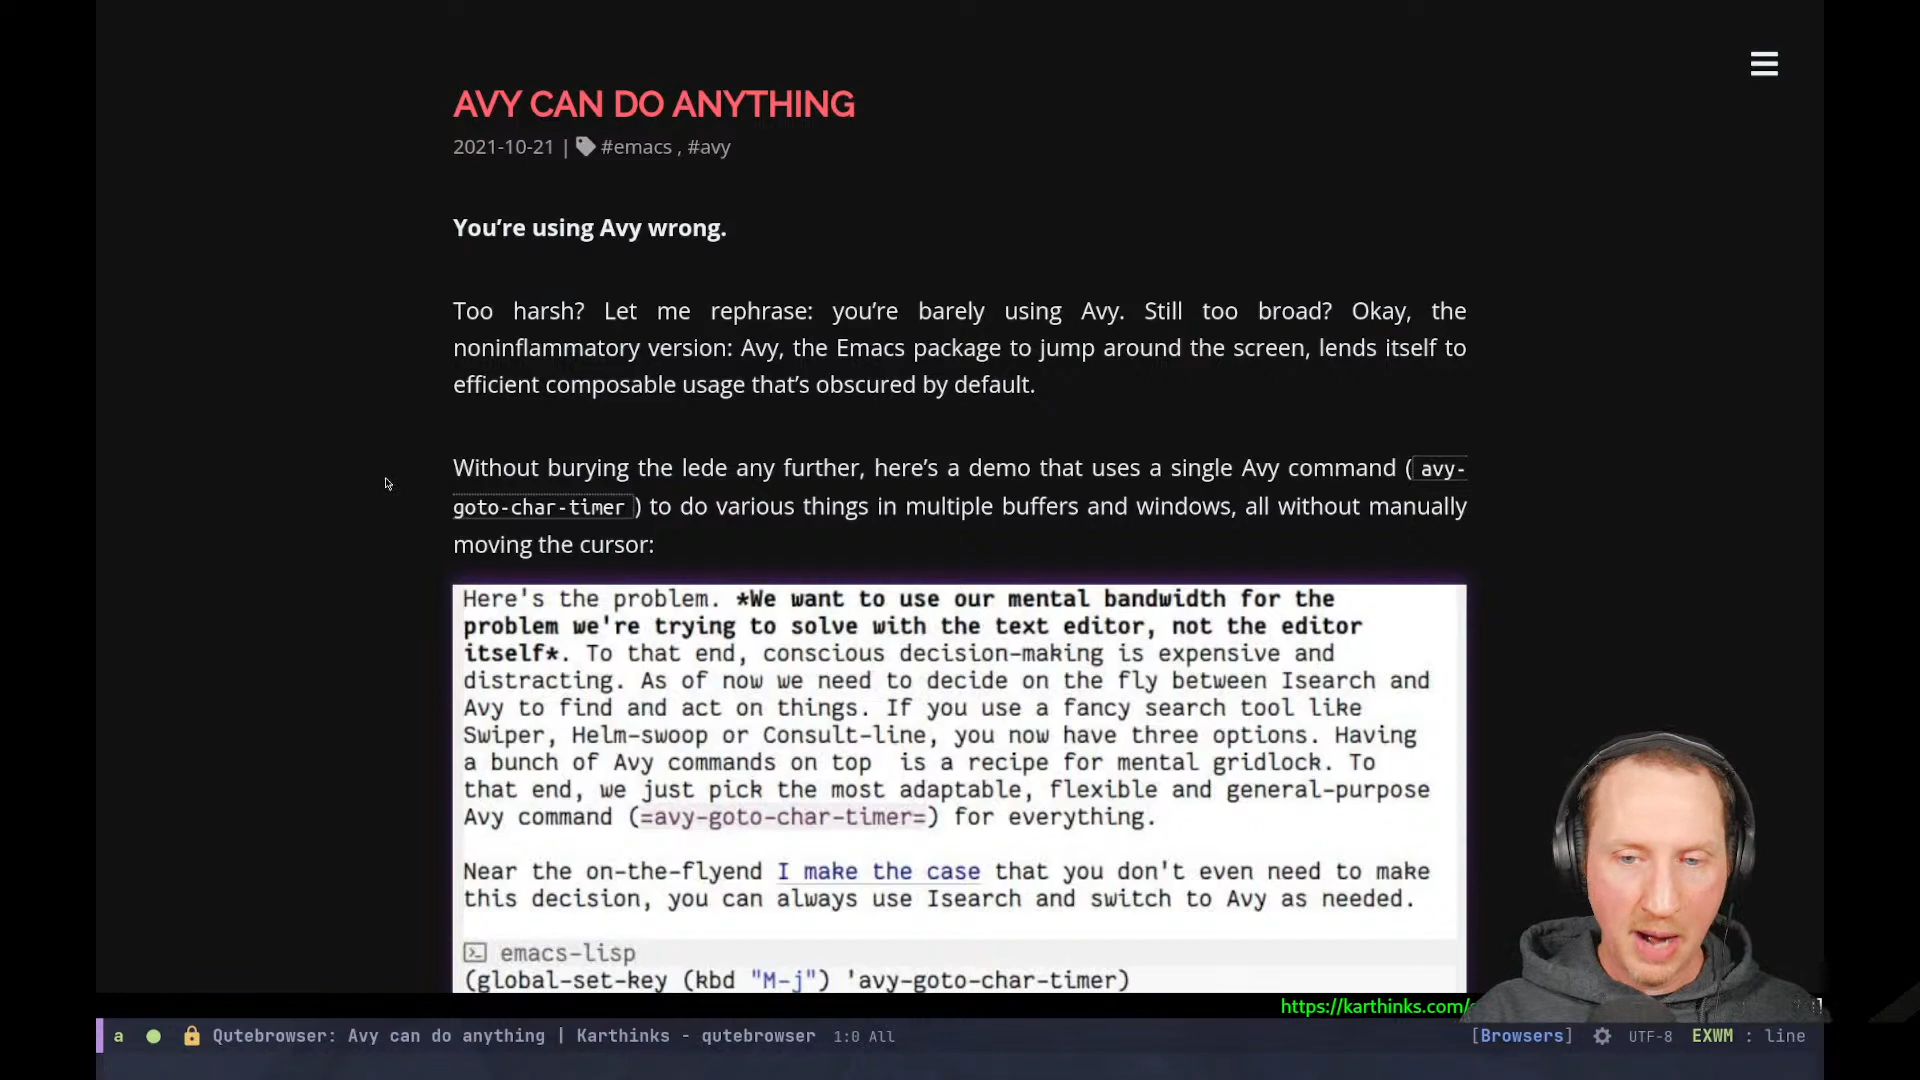 AVY CAN DO ANYTHING
2021-10-21 | #emacs , #avy
You’re using Avy wrong.
Too harsh? Let me rephrase: you’re barely using Avy. Still too broad? Okay, the
noninflammatory version: Avy, the Emacs package to jump around the screen, lends itself to
efficient composable usage that’s obscured by default.
Without burying the lede any further, here’s a demo that uses a single Avy command ( avy-
goto-char-timer ) to do various things in multiple buffers and windows, all without manually
moving the cursor:
Here's the problem. *We want to use our mental bandwidth for the
problem we're trying to solve with the text editor, not the editor
itself*. To that end, conscious decision-making is expensive and
distracting. As of now we need to decide on the fly between Isearch and
Avy to find and act on things. If you use a fancy search tool like
Swiper, Helm-swoop or Consult-line, you now have three options. Having
a bunch of Avy commands on top is a recipe for mental gridlock. To
that end, we just pick the most adaptable, flexible and general-purpose
Avy command (=avy-goto-char-timer=) for everything.
Near the on-the-flyend I make the case that you don't even need to make
this decision, you can always use Isearch and switch to Avy as needed.
emacs-lisp
(global-set-key (kbd "M-j") 'avy-goto-char-timer)
https://karthinks.com/
a Qutebrowser: Avy can do anything | Karthinks - qutebrowser 1:0 All [Browsers] UTF-8 EXWM : line